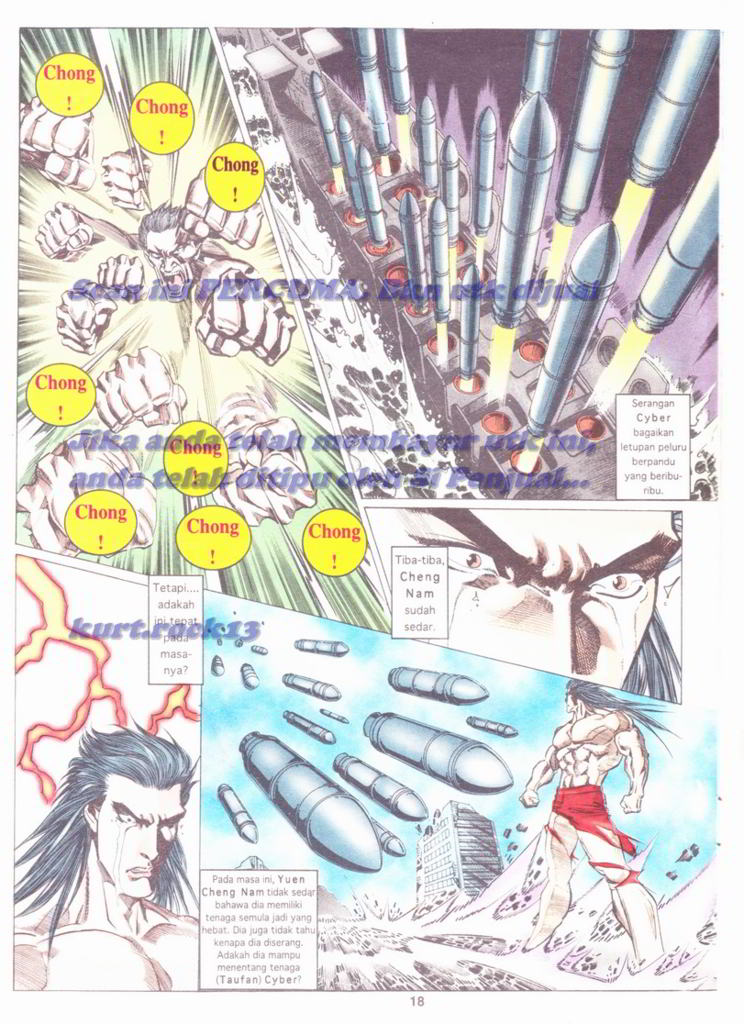 Chong
!
Chong
!
Chong
!
Chong
!
Chong
!
Chong
!
Chong
!
Chong
!
Scan ini PERCUMA. Dan utk dijual
Jika anda telah membayar utk ini,
anda telah ditipu oleh Si Penjual...
kurt.rock13
Serangan
Cyber
bagaikan
letupan peluru
berpandu
yang beribu-
ribu.
Tiba-tiba,
Cheng
Nam
sudah
sedar.
Tetapi....
adakah
ini tepat
pada
masa-
nya?
Pada masa ini, Yuen
Cheng Nam tidak sedar
bahawa dia memiliki
tenaga semula jadi yang
hebat. Dia juga tidak tahu
kenapa dia diserang.
Adakah dia mampu
menentang tenaga
(Taufan) Cyber?
18